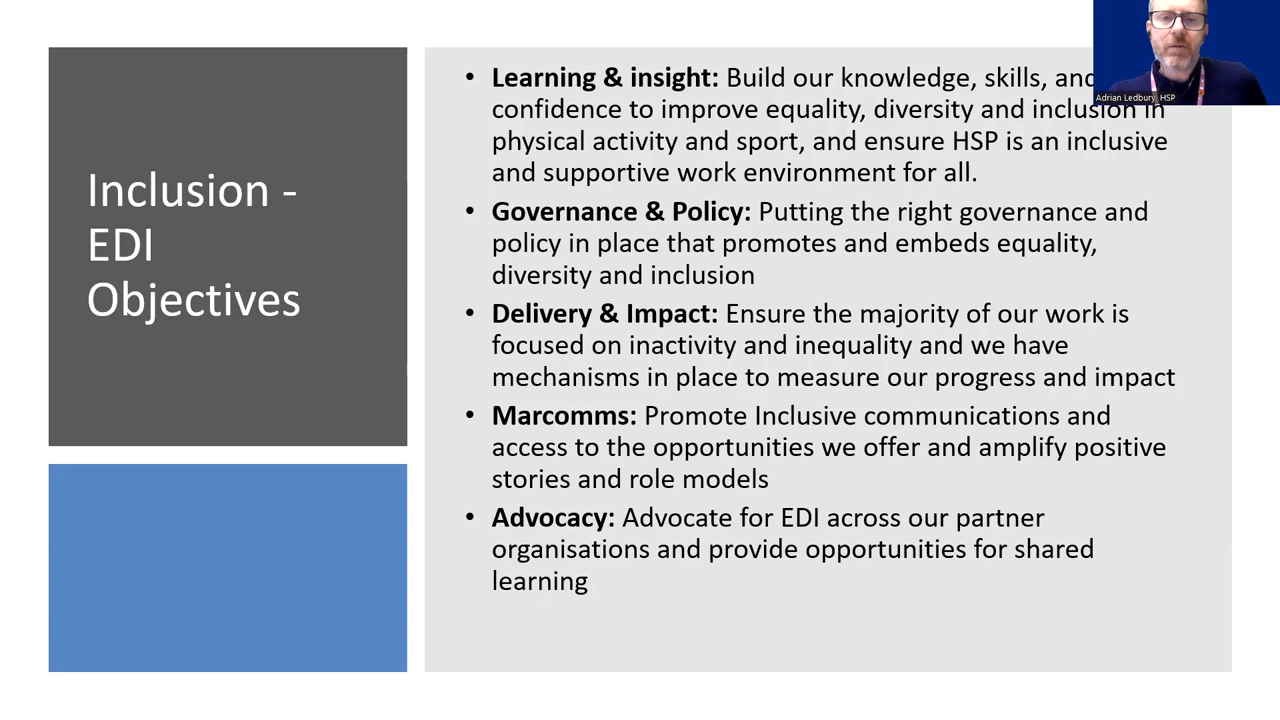 Inclusion -
EDI
Objectives
• Learning & insight: Build our knowledge, skills, and
confidence to improve equality, diversity and inclusion in
physical activity and sport, and ensure HSP is an inclusive
and supportive work environment for all.
• Governance & Policy: Putting the right governance and
policy in place that promotes and embeds equality,
diversity and inclusion
• Delivery & Impact: Ensure the majority of our work is
focused on inactivity and inequality and we have
mechanisms in place to measure our progress and impact
• Marcomms: Promote Inclusive communications and
access to the opportunities we offer and amplify positive
stories and role models
• Advocacy: Advocate for EDI across our partner
organisations and provide opportunities for shared
learning
Adrian Ledbury, HSP